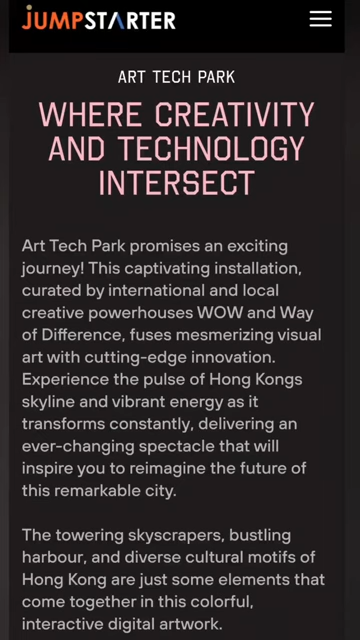 JUMPSTARTER
ART TECH PARK
WHERE CREATIVITY
AND TECHNOLOGY
INTERSECT
Art Tech Park promises an exciting
journey! This captivating installation,
curated by international and local
creative powerhouses WOW and Way
of Difference, fuses mesmerizing visual
art with cutting-edge innovation.
Experience the pulse of Hong Kongs
skyline and vibrant energy as it
transforms constantly, delivering an
ever-changing spectacle that will
inspire you to reimagine the future of
this remarkable city.
The towering skyscrapers, bustling
harbour, and diverse cultural motifs of
Hong Kong are just some elements that
come together in this colorful,
interactive digital artwork.